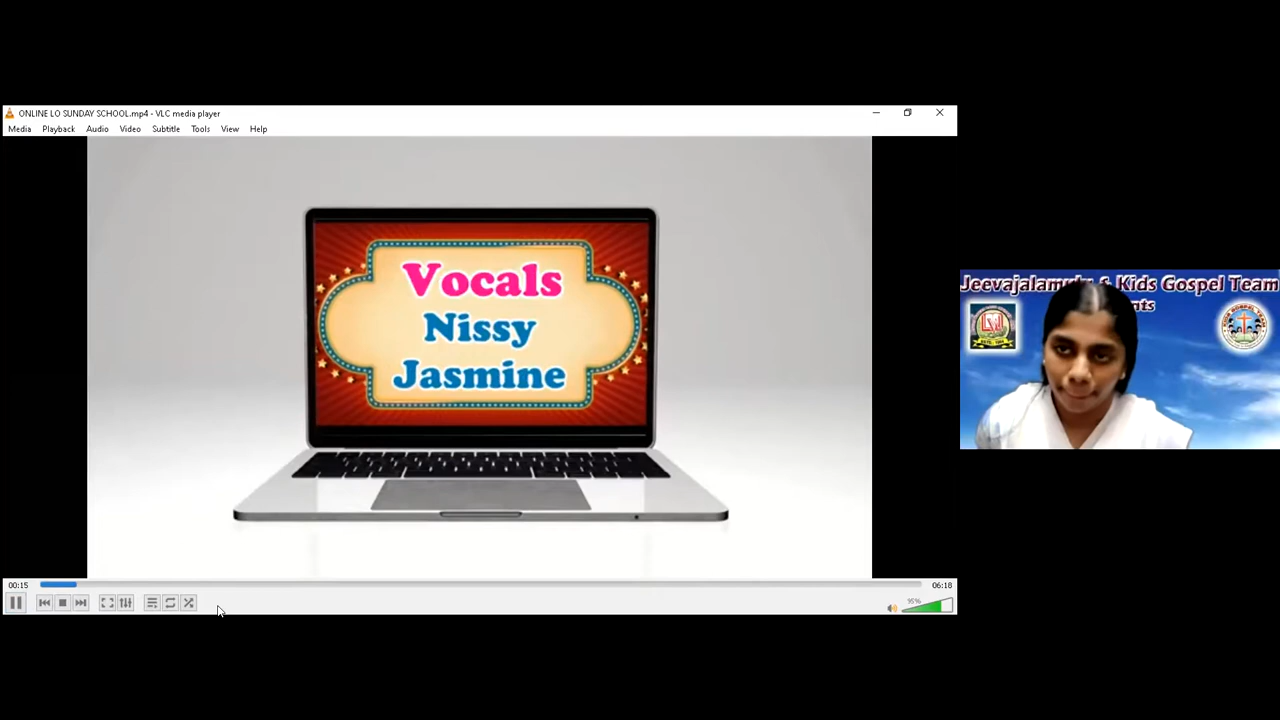 ONLINE LO SUNDAY SCHOOL.mp4 - VLC media player
Media Playback Audio Video Subtitle Tools View Help
Vocals
Nissy
Jasmine
Kids Gospel Team
00:15
06:18
95%